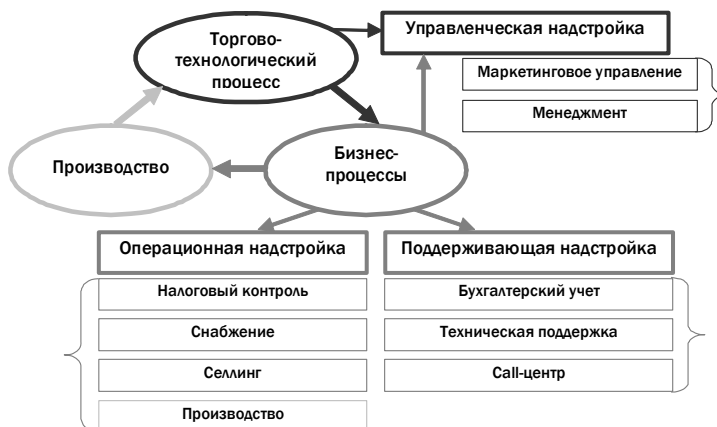 Торгово-
технологический
процесс
Управленческая надстройка
Маркетинговое управление
Менеджмент
Производство
Бизнес-
процессы
Операционная надстройка
Поддерживающая надстройка
Налоговый контроль
Бухгалтерский учет
Снабжение
Техническая поддержка
Селлинг
Call-центр
Производство